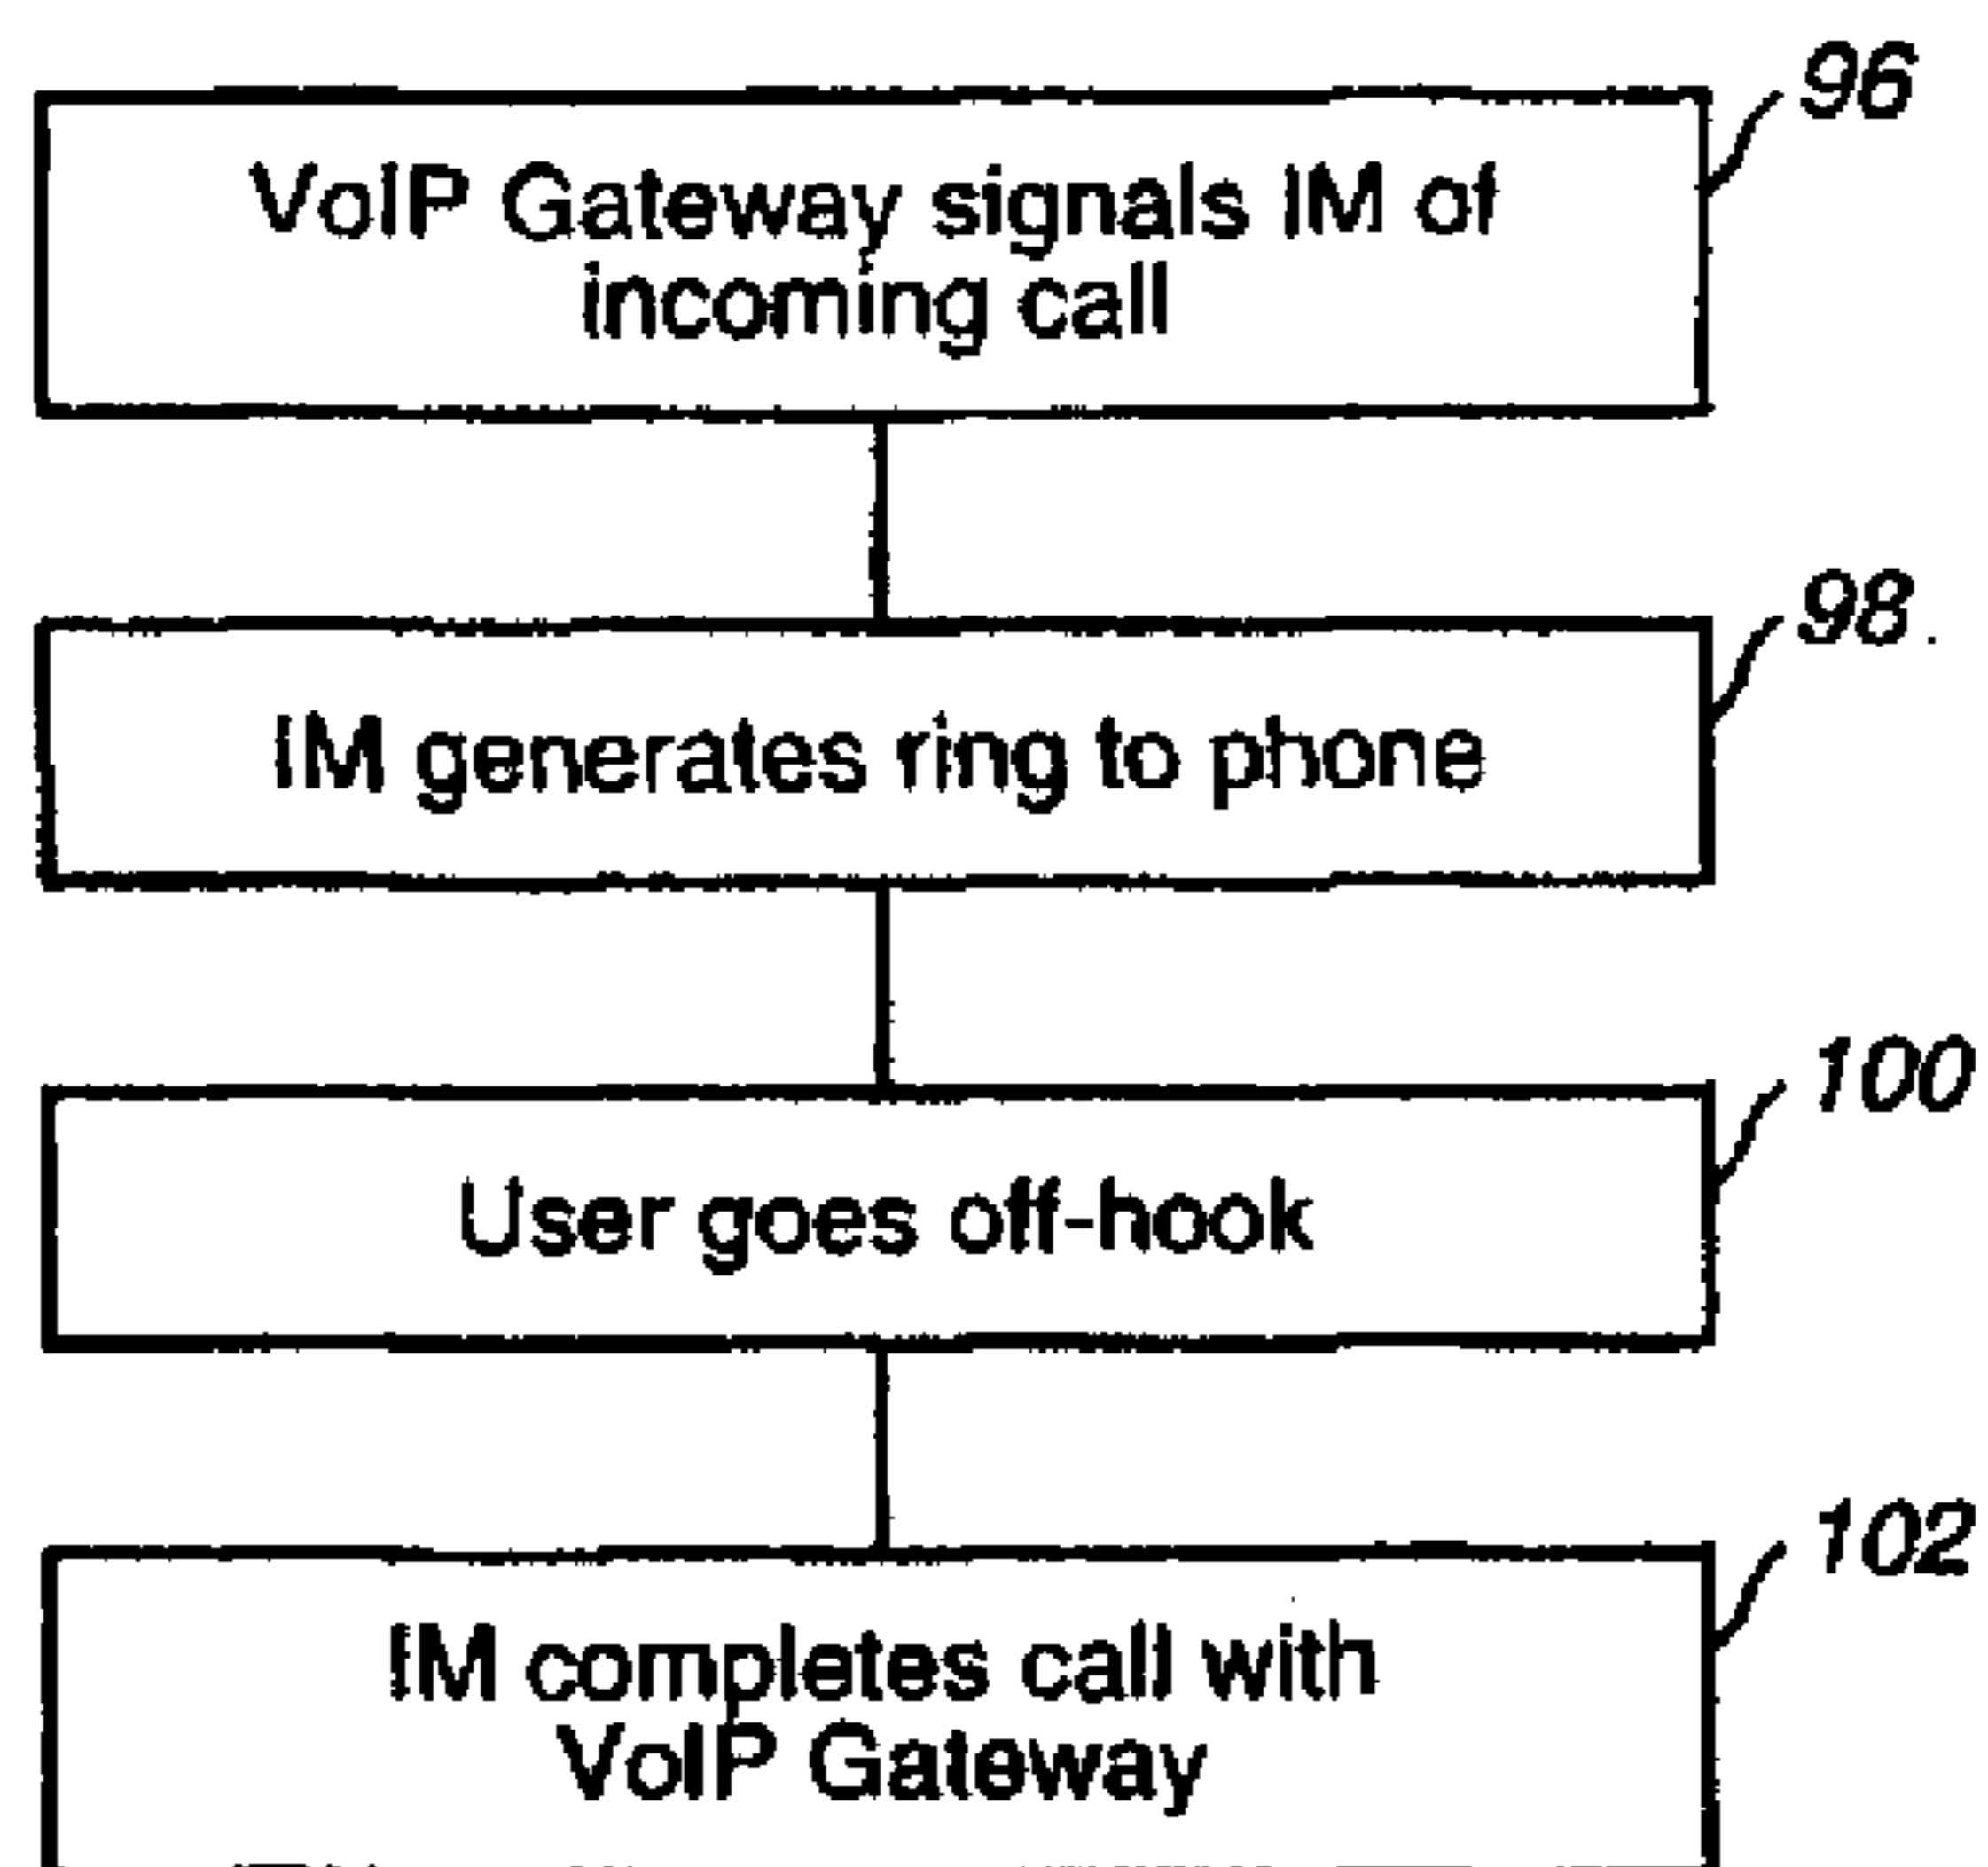 96
VoIP Gateway signals IM of
incoming call
98.
IM generates ring to phone
100
User goes off-hook
102
IM completes call with
VoIP Gateway